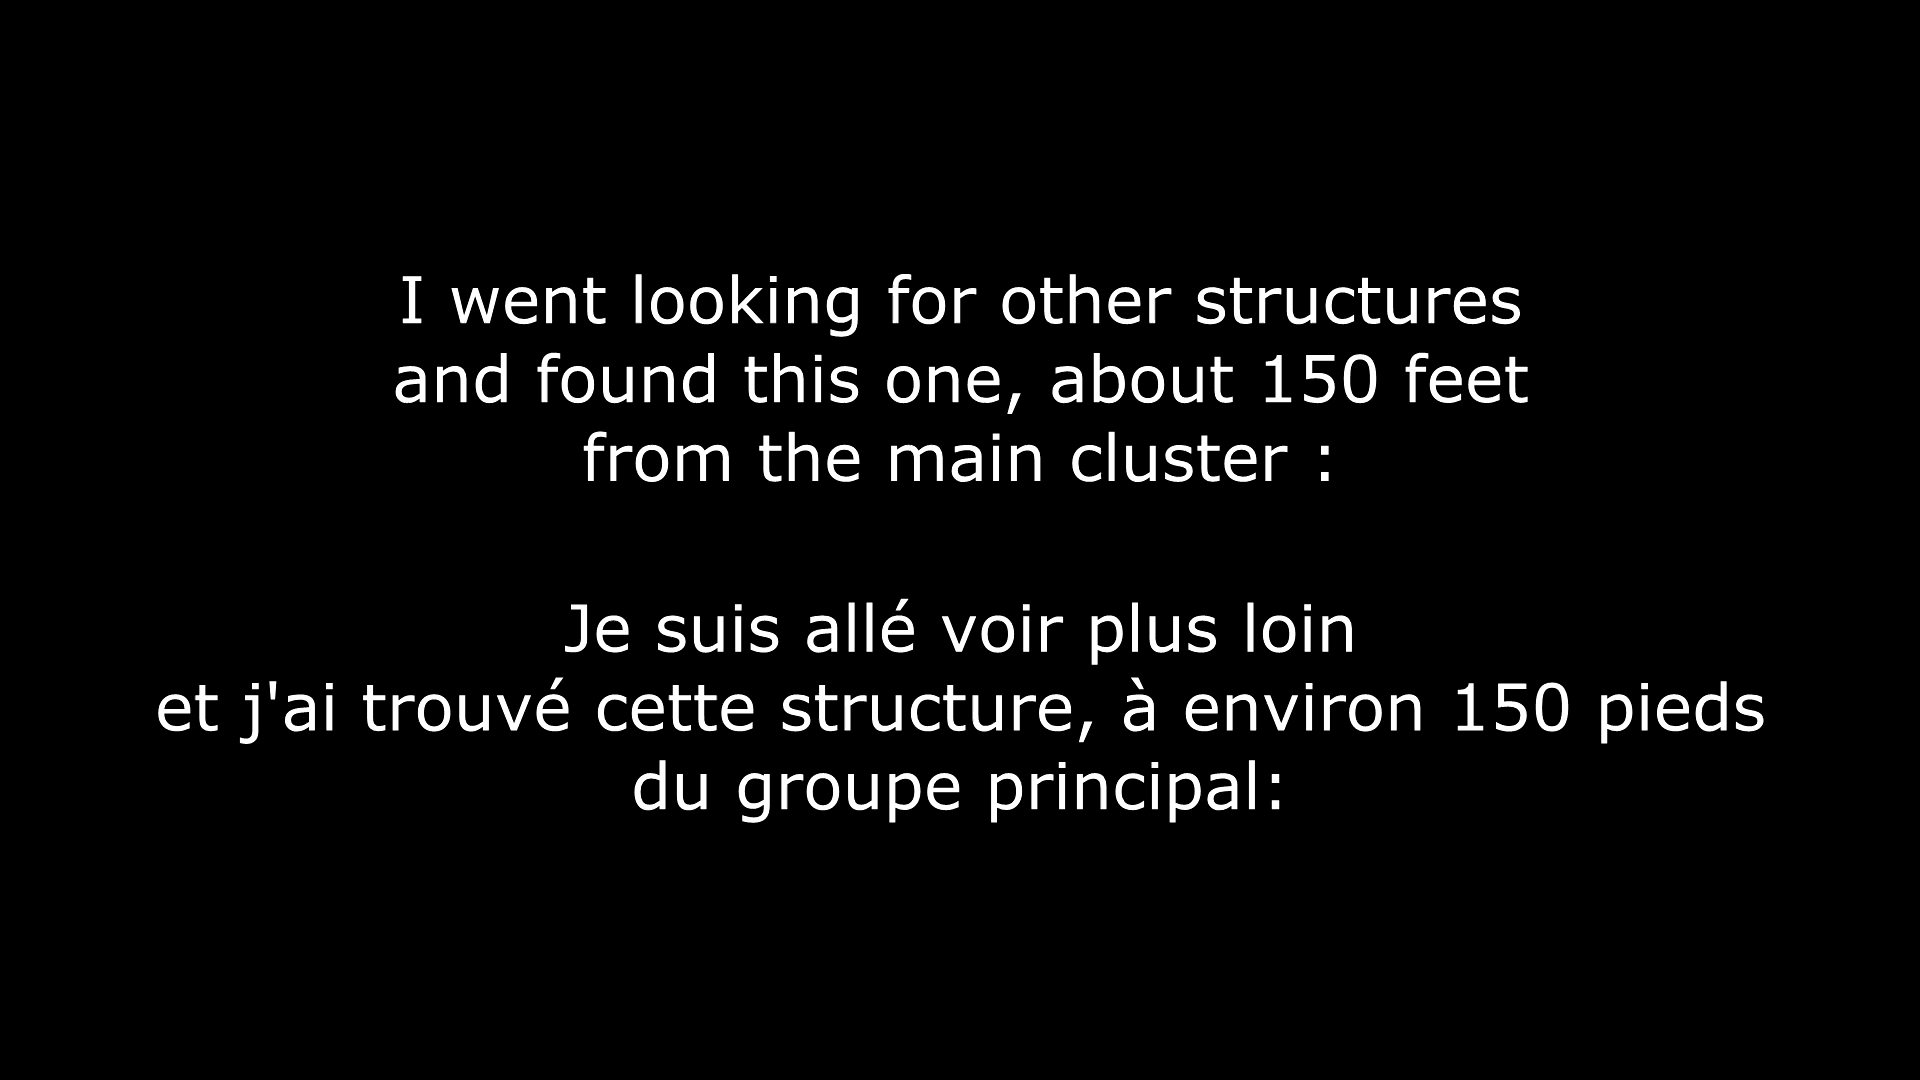 I went looking for other structures
and found this one, about 150 feet
from the main cluster :
Je suis allé voir plus loin
et j'ai trouvé cette structure, à environ 150 pieds
du groupe principal: